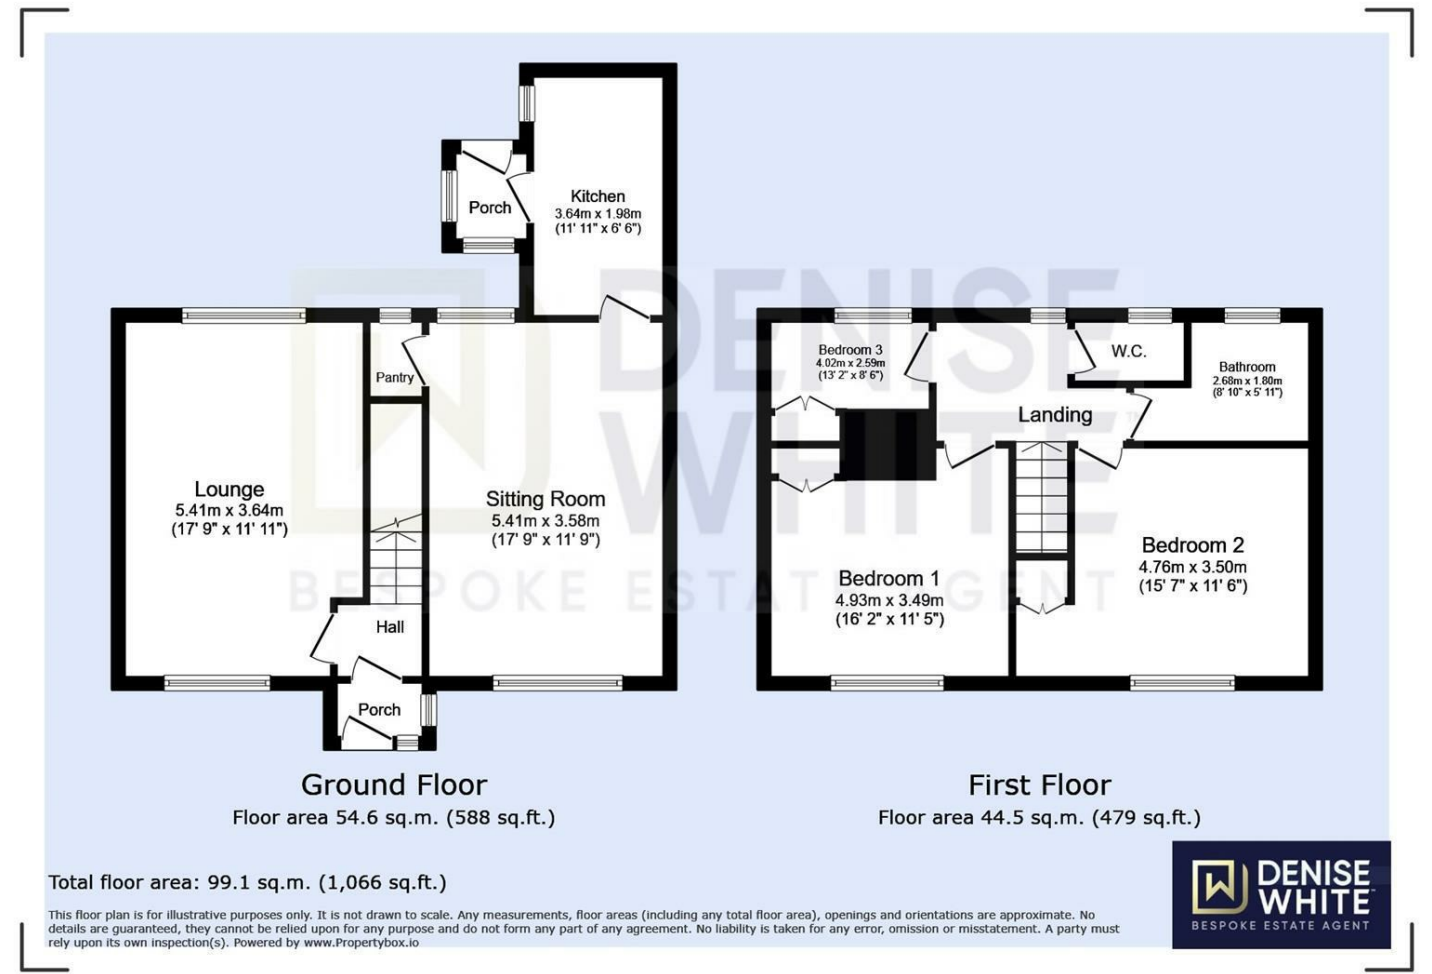 Kitchen
3.64m x 1.98m
(11' 11" x 6' 6")
Porch
Pantry
Lounge
5.41m x 3.64m
(17' 9" x 11' 11")
Sitting Room
5.41m x 3.58m
(17' 9" x 11' 9")
Hall
Porch
Bedroom 3
4.02m x 2.59m
(13' 2" x 8' 6")
W.C.
Bathroom
2.68m x 1.80m
(8' 10" x 5' 11")
Landing
Bedroom 2
4.76m x 3.50m
(15' 7" x 11' 6")
Bedroom 1
4.93m x 3.49m
(16' 2" x 11' 5")
DENISE
WHITE™
BESPOKE ESTATE AGENT
Ground Floor
Floor area 54.6 sq.m. (588 sq.ft.)
First Floor
Floor area 44.5 sq.m. (479 sq.ft.)
Total floor area: 99.1 sq.m. (1,066 sq.ft.)
This floor plan is for illustrative purposes only. It is not drawn to scale. Any measurements, floor areas (including any total floor area), openings and orientations are approximate. No
details are guaranteed, they cannot be relied upon for any purpose and do not form any part of any agreement. No liability is taken for any error, omission or misstatement. A party must
rely upon its own inspection(s). Powered by www.Propertybox.io
DENISE
WHITE™
BESPOKE ESTATE AGENT